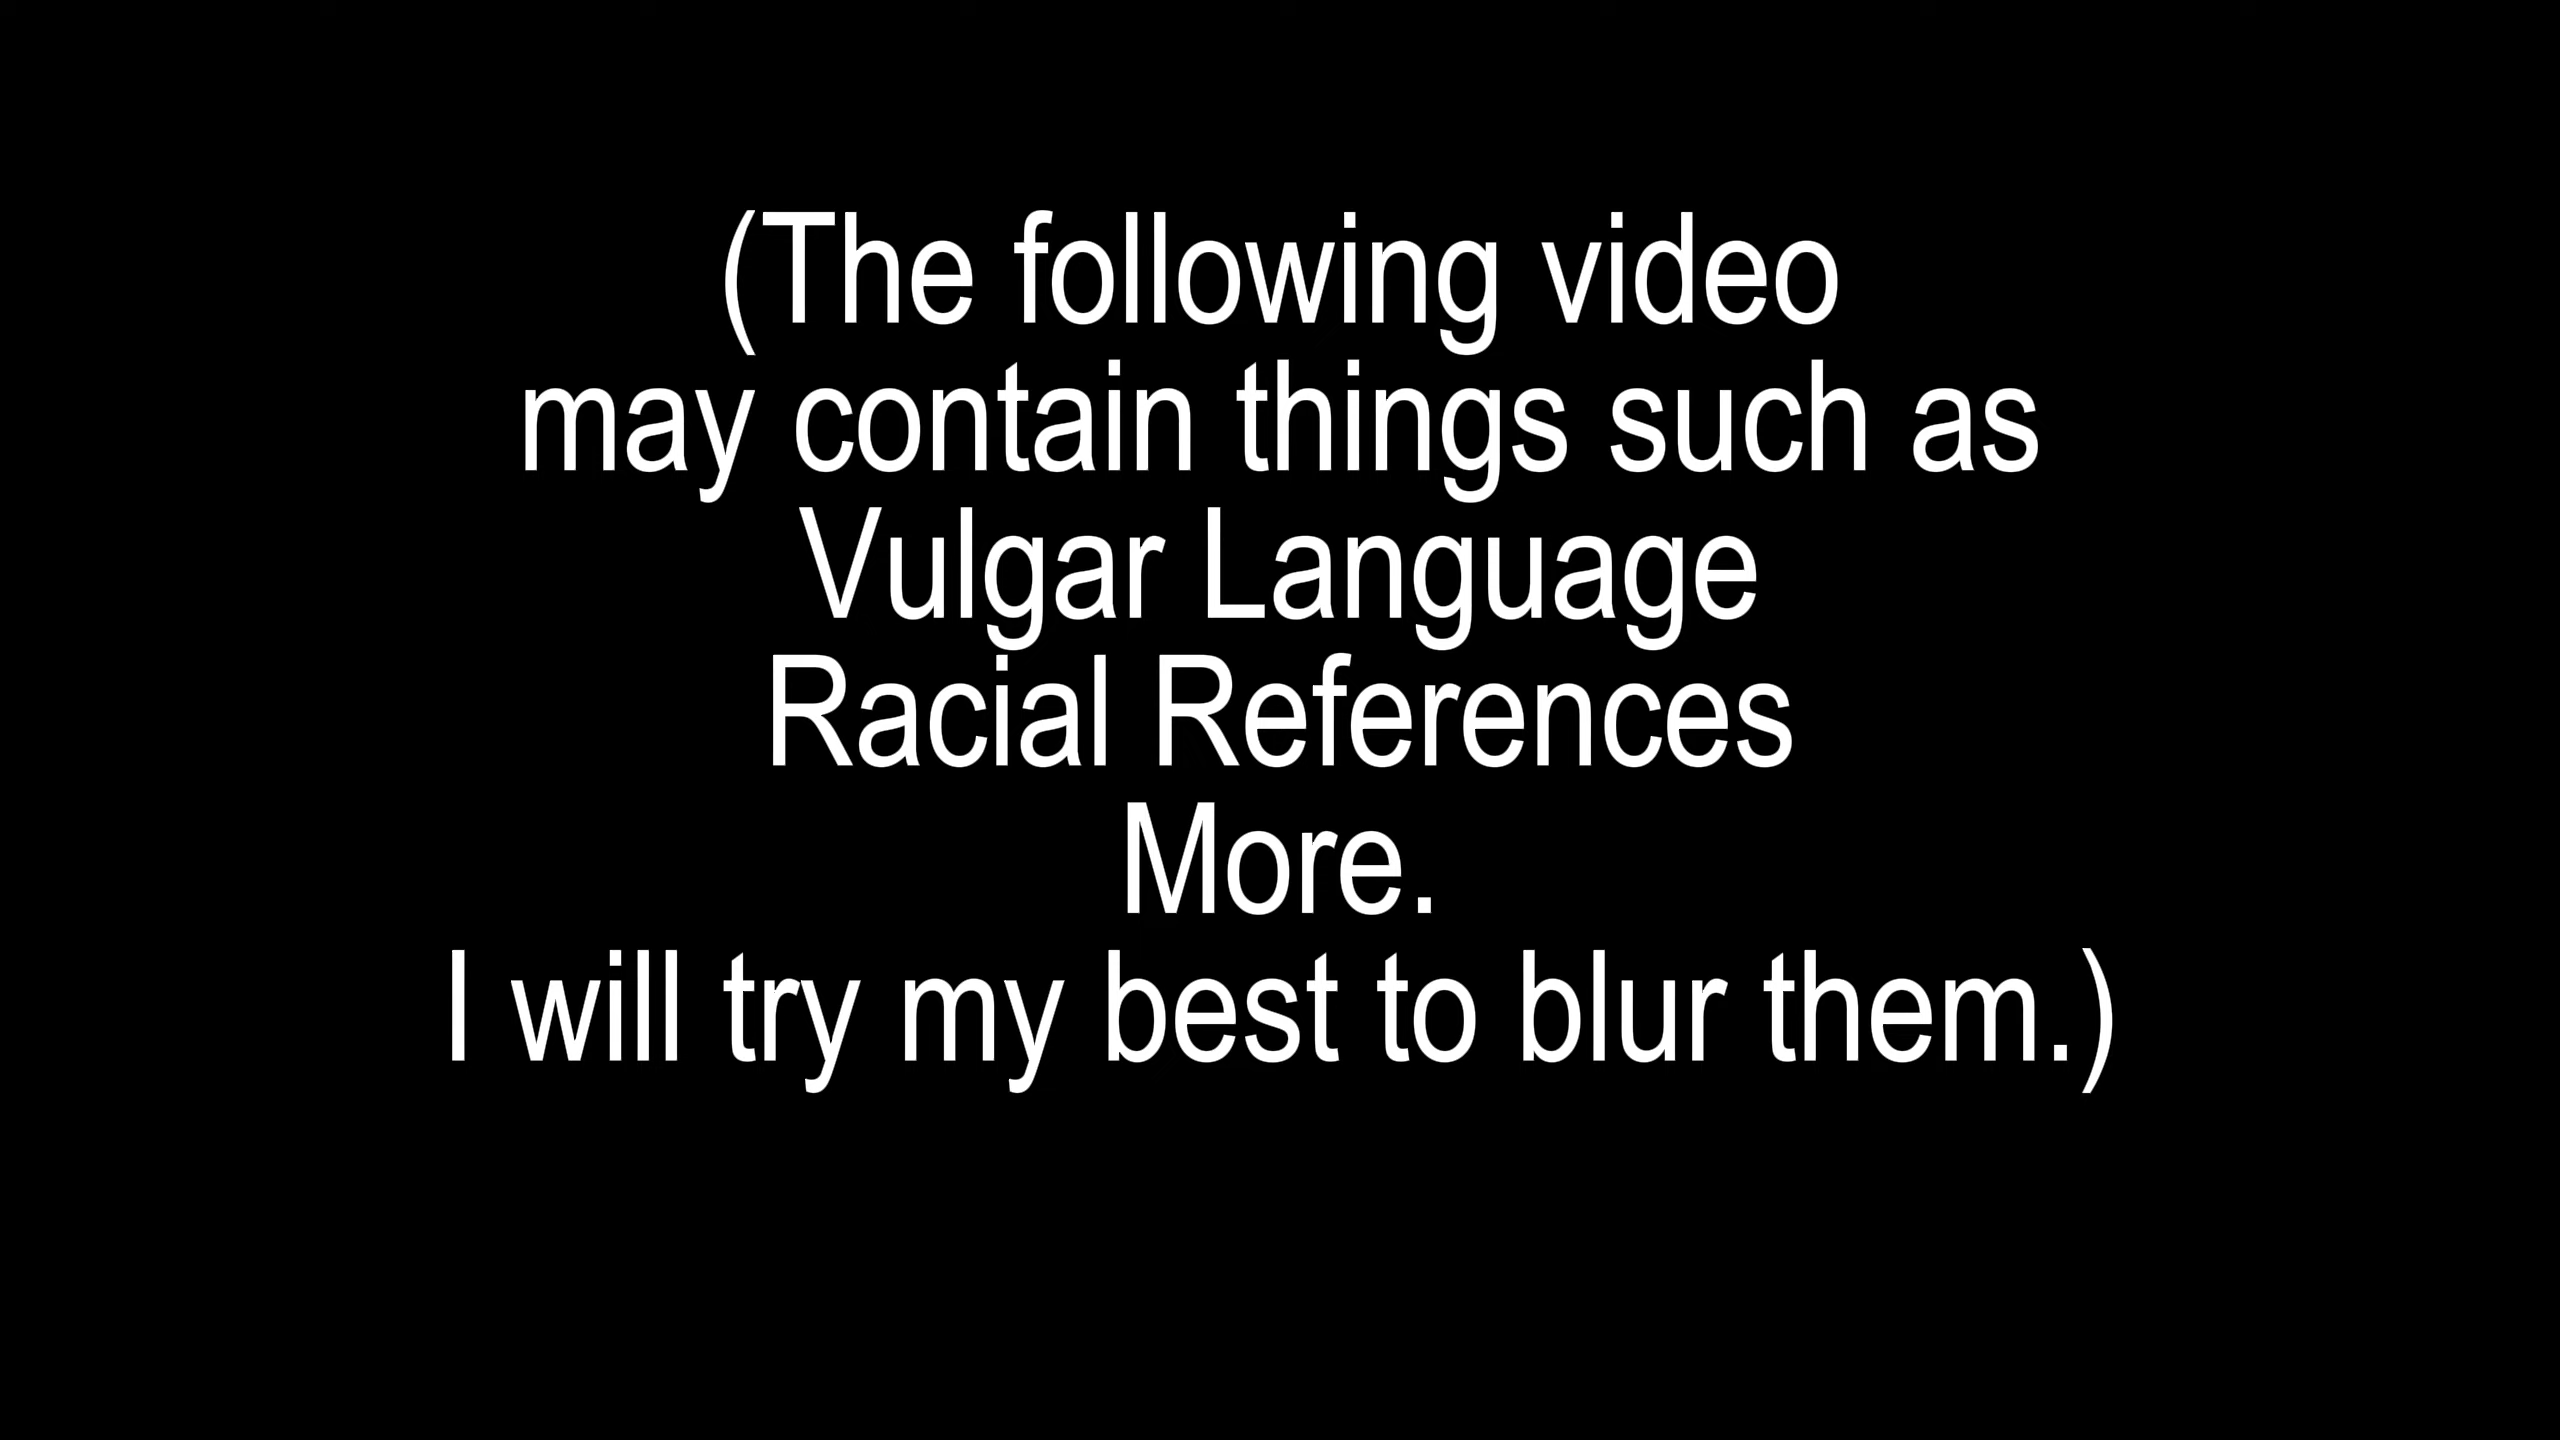 (The following video
may contain things such as
Vulgar Language
Racial References
More.
I will try my best to blur them.)